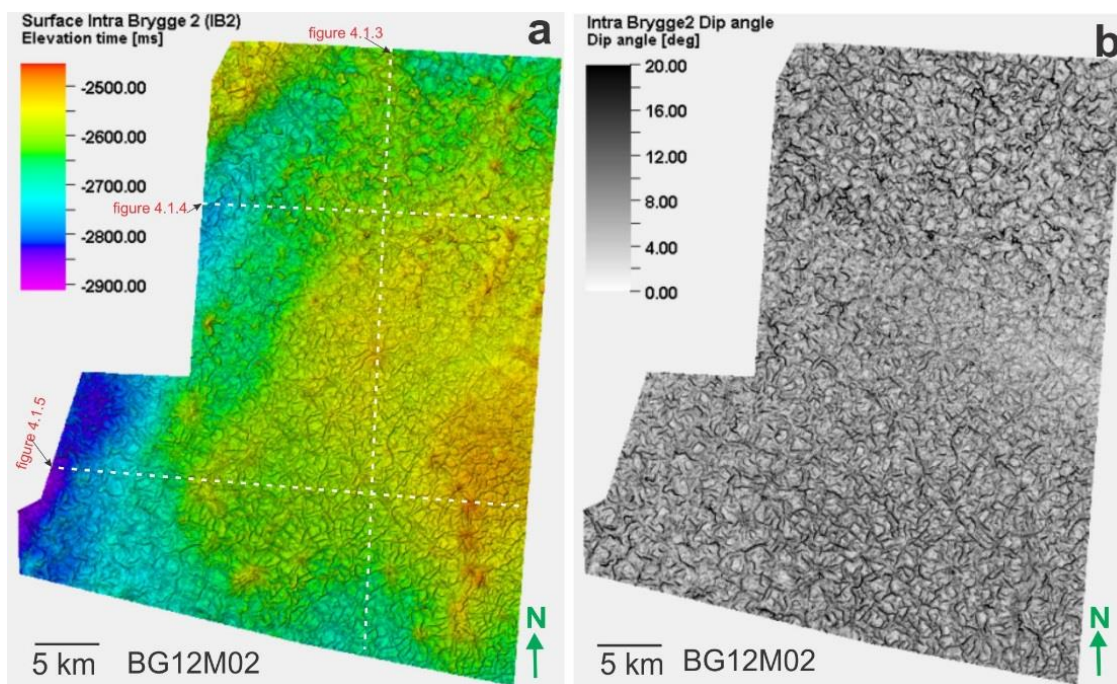 Surface Intra Brygge 2 (IB2)
Elevation time [ms]
-2500.00
-2600.00
-2700.00
-2800.00
-2900.00
figure 4.1.3
figure 4.1.4
figure 4.1.5
a
N
5 km
BG12M02
Intra Brygge2 Dip angle
Dip angle [deg]
20.00
16.00
12.00
8.00
4.00
0.00
b
N
5 km
BG12M02